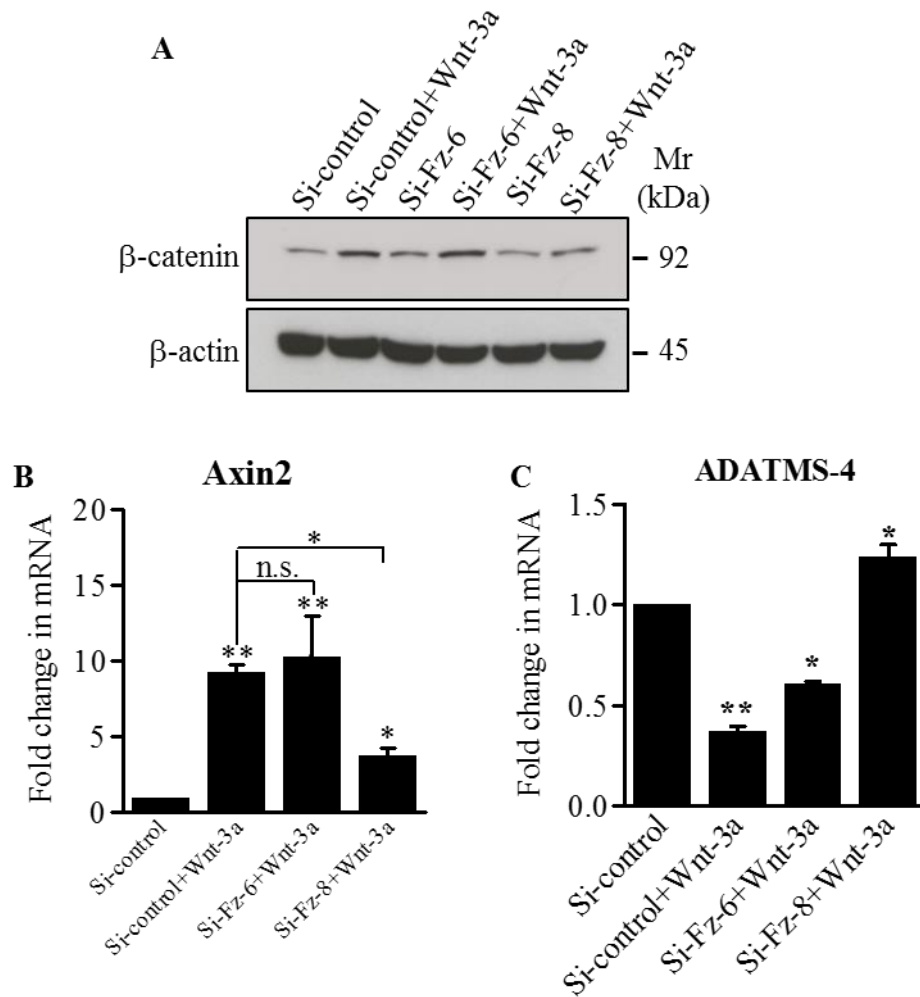 A
Si-control
Si-control+Wnt-3a
Si-Fz-6
Si-Fz-6+Wnt-3a
Si-Fz-8
Si-Fz-8+Wnt-3a
Mr
(kDa)
β-catenin
92
β-actin
45
B
Axin2
Fold change in mRNA
20
15
10
5
0
*
n.s.
**
**
*
Si-control
Si-control+Wnt-3a
Si-Fz-6+Wnt-3a
Si-Fz-8+Wnt-3a
C
ADATMS-4
Fold change in mRNA
1.5
1.0
0.5
0.0
**
*
*
Si-control
Si-control+Wnt-3a
Si-Fz-6+Wnt-3a
Si-Fz-8+Wnt-3a